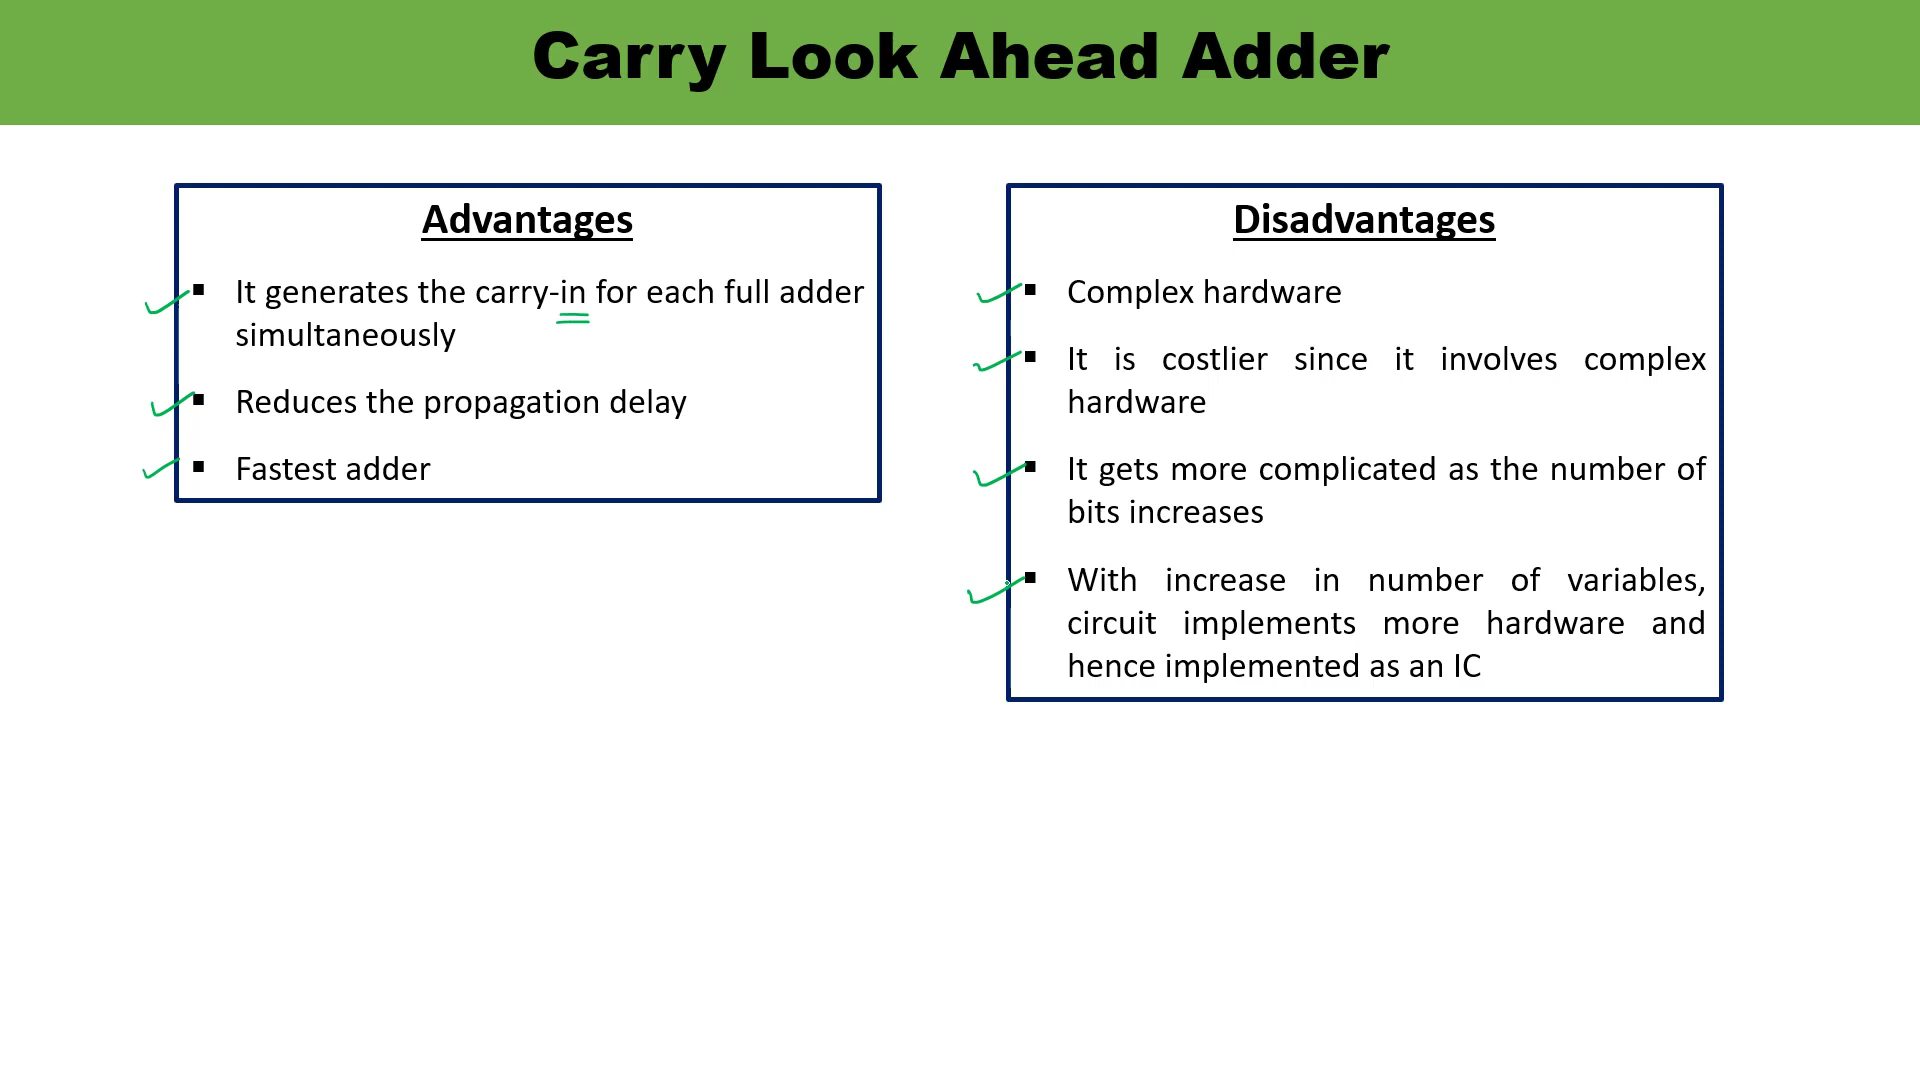 Carry Look Ahead Adder
Advantages
▪ It generates the carry-in for each full adder
simultaneously
▪ Reduces the propagation delay
▪ Fastest adder
Disadvantages
▪ Complex hardware
▪ It is costlier since it involves complex
hardware
▪ It gets more complicated as the number of
bits increases
▪ With increase in number of variables,
circuit implements more hardware and
hence implemented as an IC